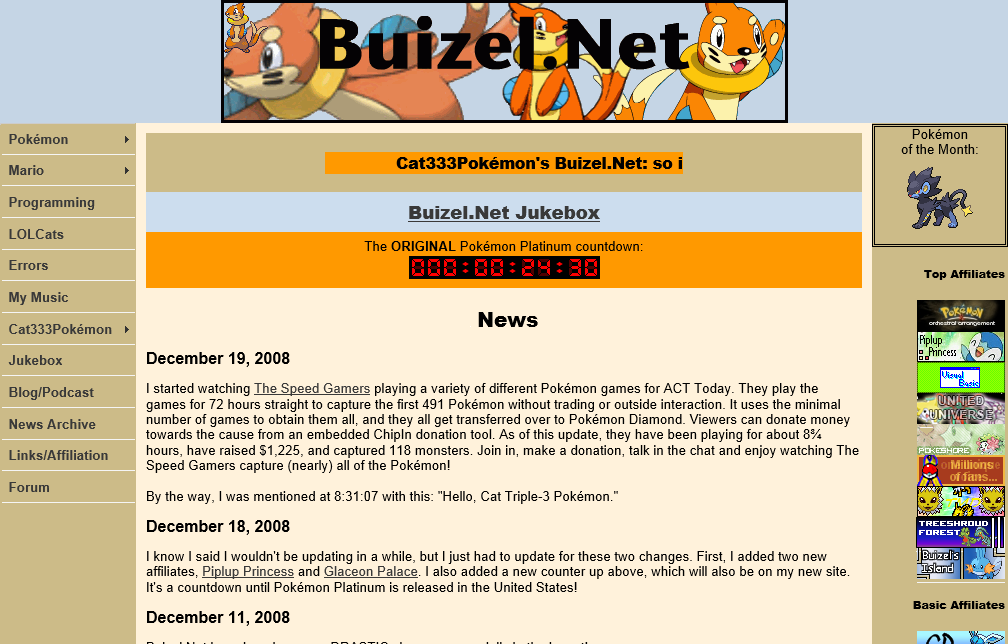 Buizel.Net
Pokémon
Mario
Programming
LOLCats
Errors
My Music
Cat333Pokémon
Jukebox
Blog/Podcast
News Archive
Links/Affiliation
Forum
Cat333Pokémon's Buizel.Net: so i
Buizel.Net Jukebox
The ORIGINAL Pokémon Platinum countdown:
000:00:24:30
News
December 19, 2008
I started watching The Speed Gamers playing a variety of different Pokémon games for ACT Today. They play the
games for 72 hours straight to capture the first 491 Pokémon without trading or outside interaction. It uses the minimal
number of games to obtain them all, and they all get transferred over to Pokémon Diamond. Viewers can donate money
towards the cause from an embedded ChipIn donation tool. As of this update, they have been playing for about 8¾
hours, have raised $1,225, and captured 118 monsters. Join in, make a donation, talk in the chat and enjoy watching The
Speed Gamers capture (nearly) all of the Pokémon!
By the way, I was mentioned at 8:31:07 with this: "Hello, Cat Triple-3 Pokémon."
December 18, 2008
I know I said I wouldn't be updating in a while, but I just had to update for these two changes. First, I added two new
affiliates, Piplup Princess and Glaceon Palace. I also added a new counter up above, which will also be on my new site.
It's a countdown until Pokémon Platinum is released in the United States!
December 11, 2008
Pokémon
of the Month:
Top Affiliates
Pokémon
orchestral arrangement
Piplup
Princess
Visual
Basic
UNITED
UNIVERSE
POKESHORE
Millions
of fans...
TREESHROUD
FOREST
Buizel's
Island
Basic Affiliates